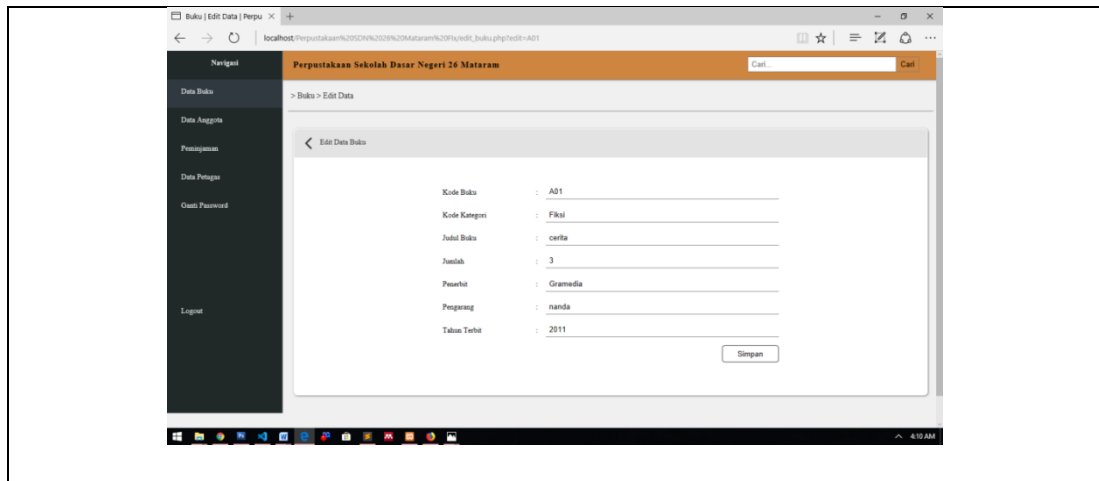 Buku | Edit Data | Perpu
localhost/Perpustakaan%20SDN%2026%20Mataram%20Fix/edit_buku.php?edit=A01
Navigasi
Perpustakaan Sekolah Dasar Negeri 26 Mataram
Cari...
Cari
Data Buku
> Buku > Edit Data
Data Anggota
Peminjaman
Data Petugas
Ganti Password
Logout
Edit Data Buku
Kode Buku : A01
Kode Kategori : Fiksi
Judul Buku : cerita
Jumlah : 3
Penerbit : Gramedia
Pengarang : nanda
Tahun Terbit : 2011
Simpan
4:10 AM